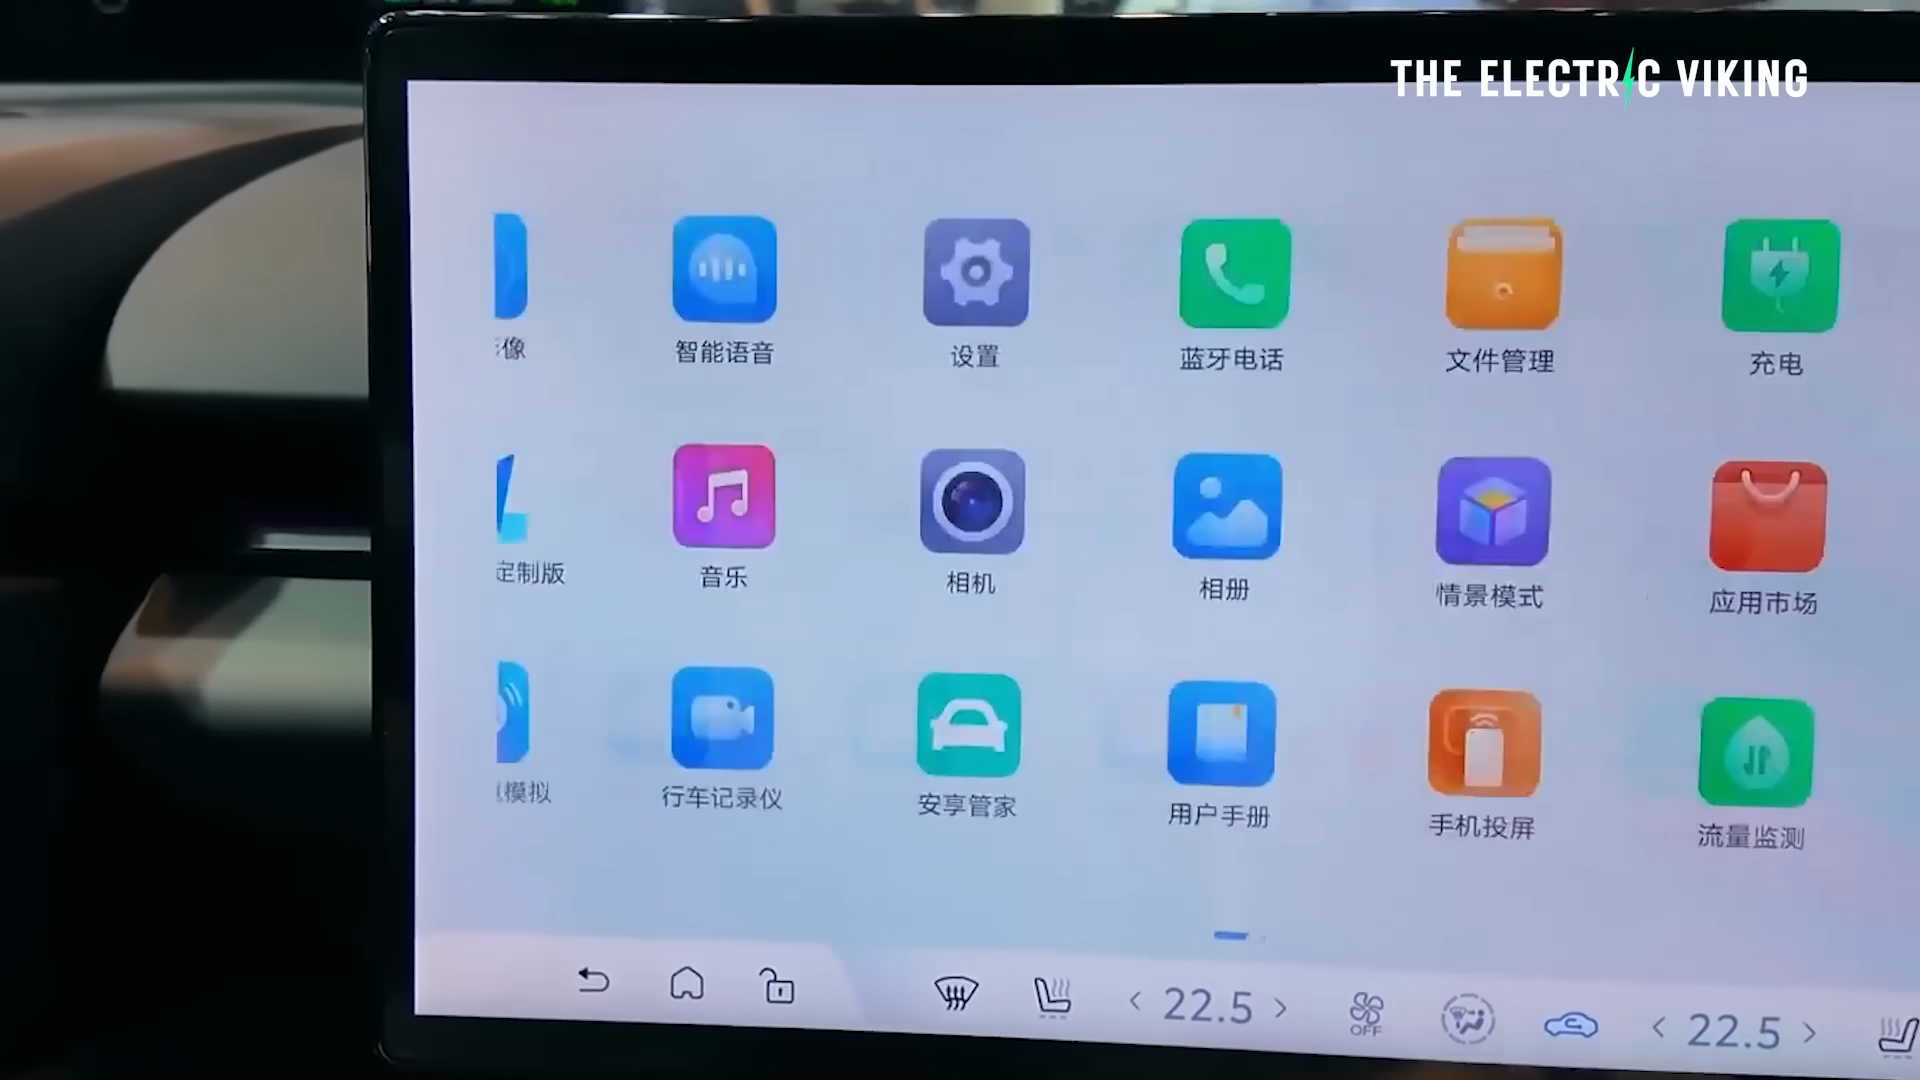 THE ELECTRIC VIKING
像
智能语音
设置
蓝牙电话
文件管理
充电
定制版
音乐
相机
相册
情景模式
应用市场
模拟
行车记录仪
安享管家
用户手册
手机投屏
流量监测
22.5
OFF
22.5